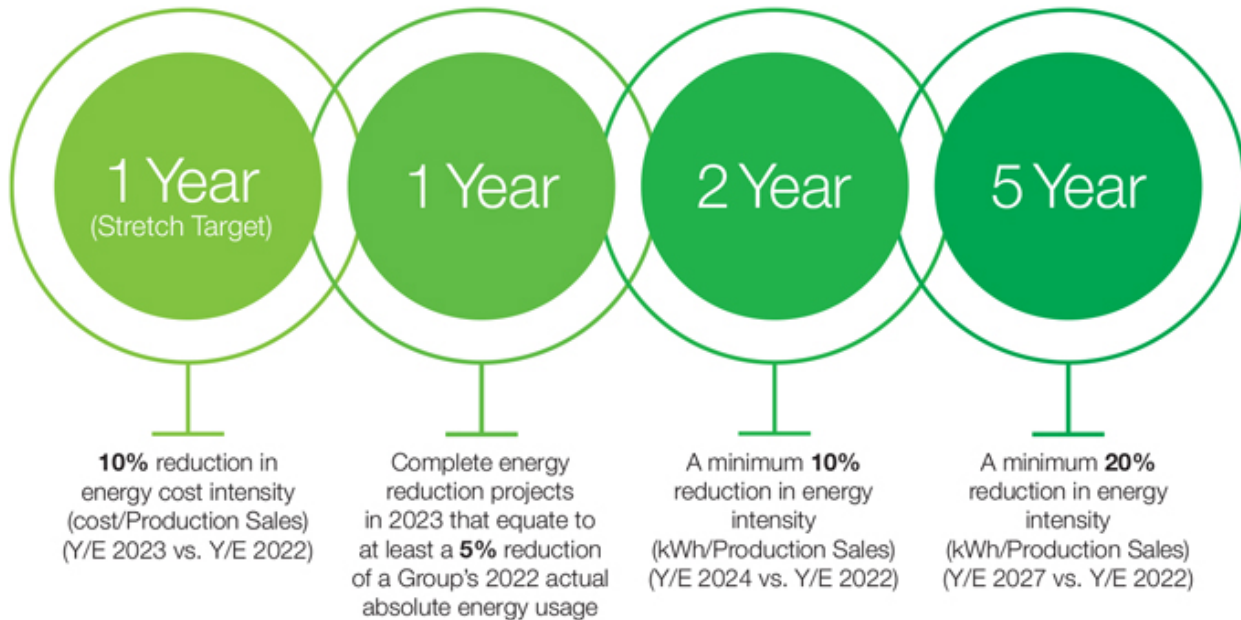 1 Year
(Stretch Target)
1 Year
2 Year
5 Year
10% reduction in
energy cost intensity
(cost/Production Sales)
(Y/E 2023 vs. Y/E 2022)
Complete energy
reduction projects
in 2023 that equate to
at least a 5% reduction
of a Group's 2022 actual
absolute energy usage
A minimum 10%
reduction in energy
intensity
(kWh/Production Sales)
(Y/E 2024 vs. Y/E 2022)
A minimum 20%
reduction in energy
intensity
(kWh/Production Sales)
(Y/E 2027 vs. Y/E 2022)